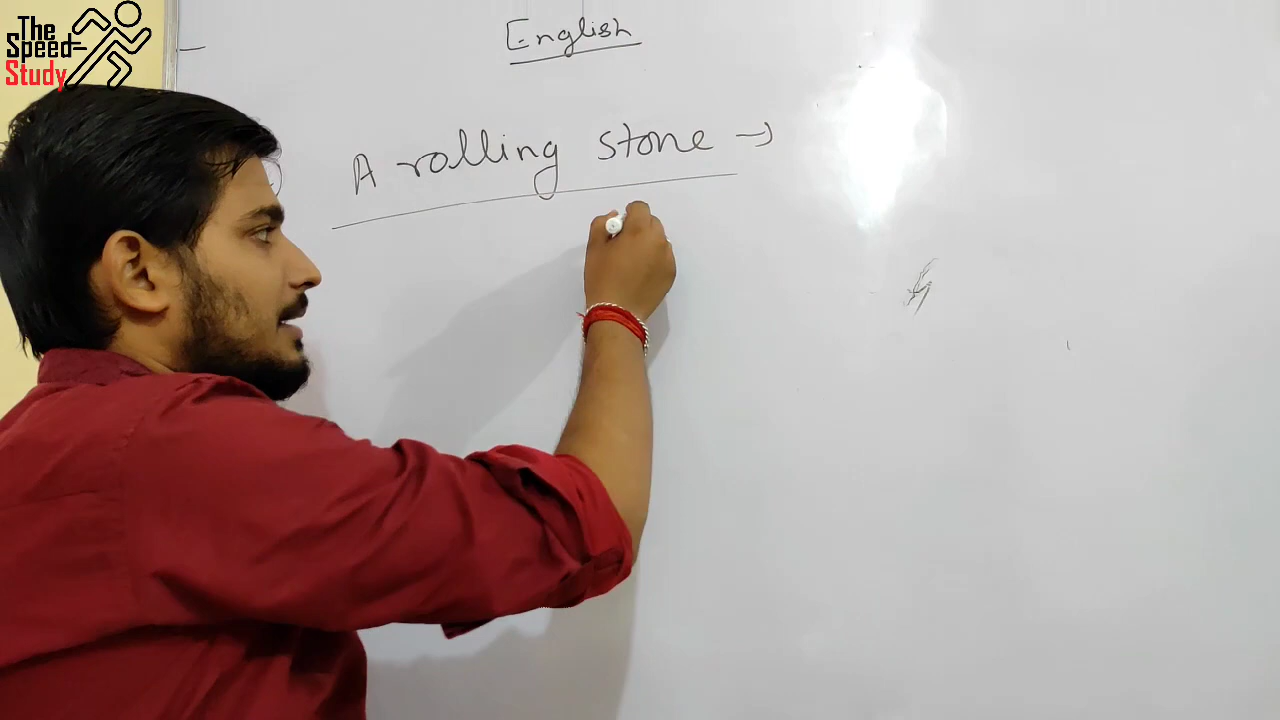 The
Speed
Study
English
A rolling stone →